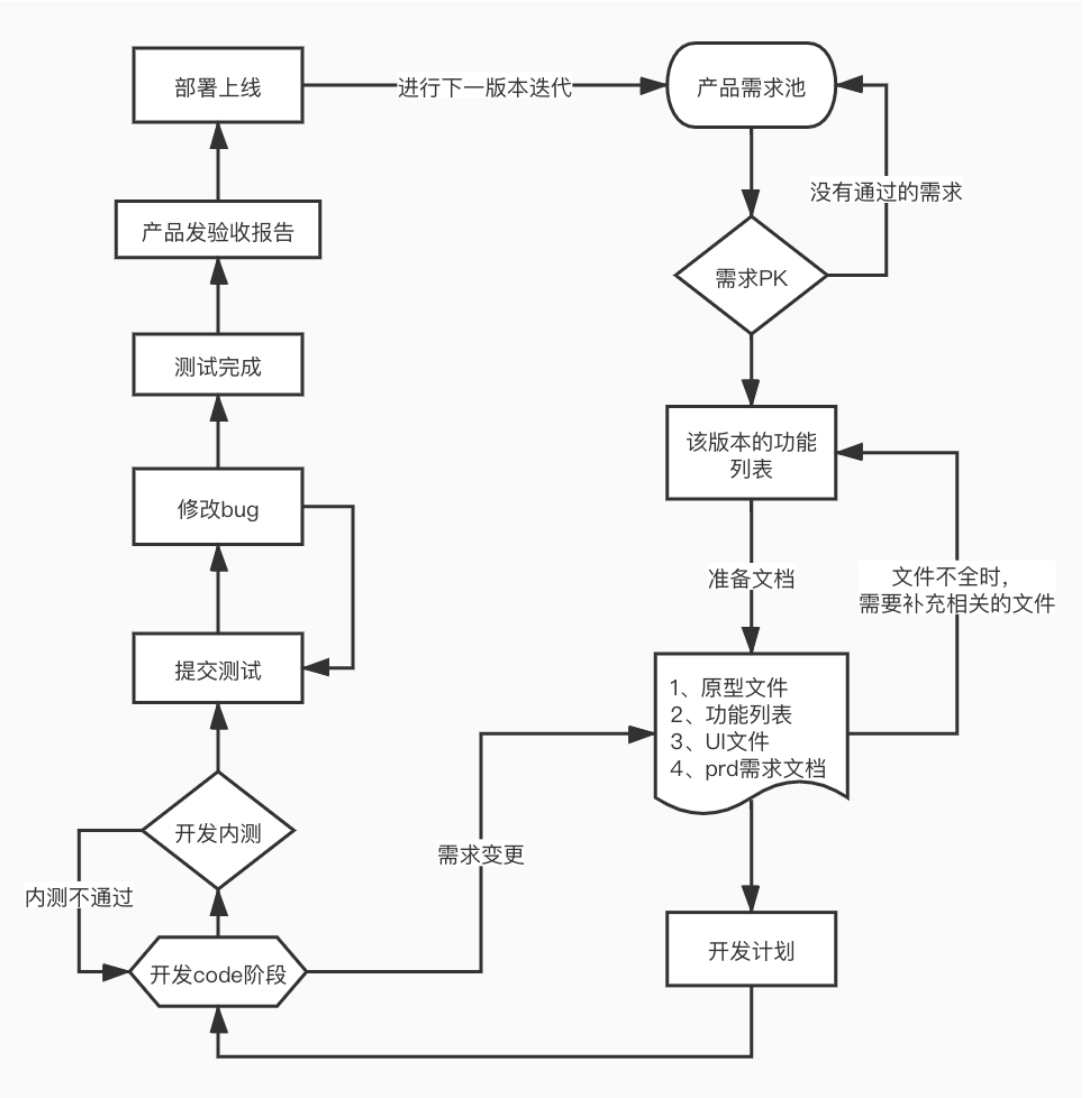 部署上线
进行下一版本迭代
产品需求池
没有通过的需求
产品发验收报告
需求PK
测试完成
该版本的功能
列表
修改bug
准备文档
文件不全时，
需要补充相关的文件
提交测试
1、原型文件
2、功能列表
3、UI文件
4、prd需求文档
开发内测
需求变更
内测不通过
开发计划
开发code阶段